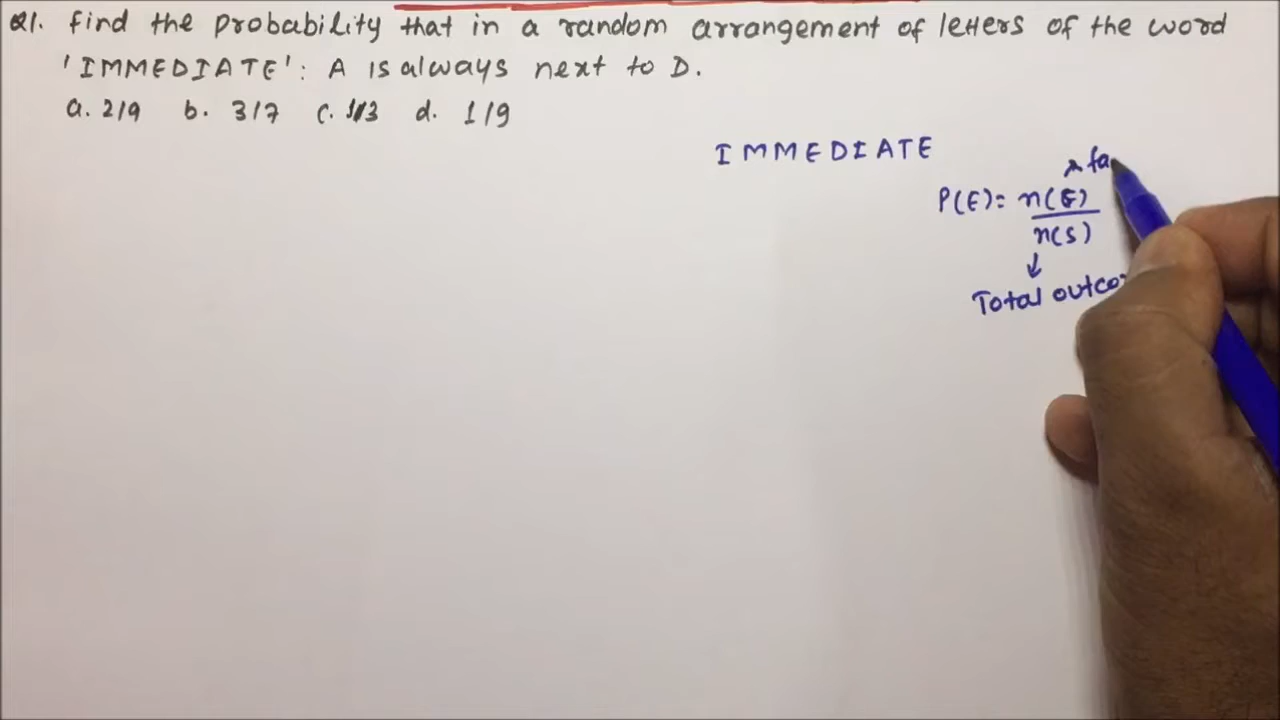 Q1. Find the probability that in a random arrangement of letters of the word
'IMMEDIATE': A is always next to D.
a. 2/9 b. 3/7 c. 1/3 d. 1/9
IMMEDIATE
fa
P(E)= n(E)
n(S)
↓
Total outco